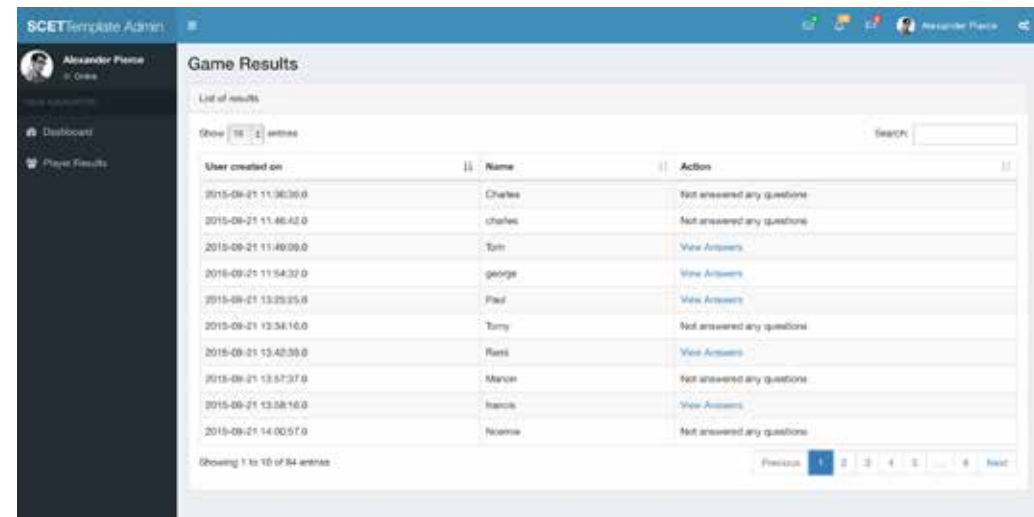 SCETTemplate Admin
Alexander Pierce
Alexander Pierce
Online
Dashboard
Player Results
Game Results
List of results
Show 10 entries
Search:
User created on Name Action
2015-09-21 Charles Not answered any questions
2015-09-21 11:46:42.0 charles Not answered any questions
2015-09-21 11:49:09.0 Tom View Answers
2015-09-21 11:54:32.0 george View Answers
2015-09-21 13:25:25.0 Paul View Answers
2015-09-21 13:34:16.0 Tomy Not answered any questions
2015-09-21 13:42:39.0 Remi View Answers
2015-09-21 13:57:37.0 Manon Not answered any questions
2015-09-21 13:58:16.0 francis View Answers
2015-09-21 14:00:57.0 Noemie Not answered any questions
Showing 1 to 10 of 84 entries
Previous 1 2 3 4 5 ... Next